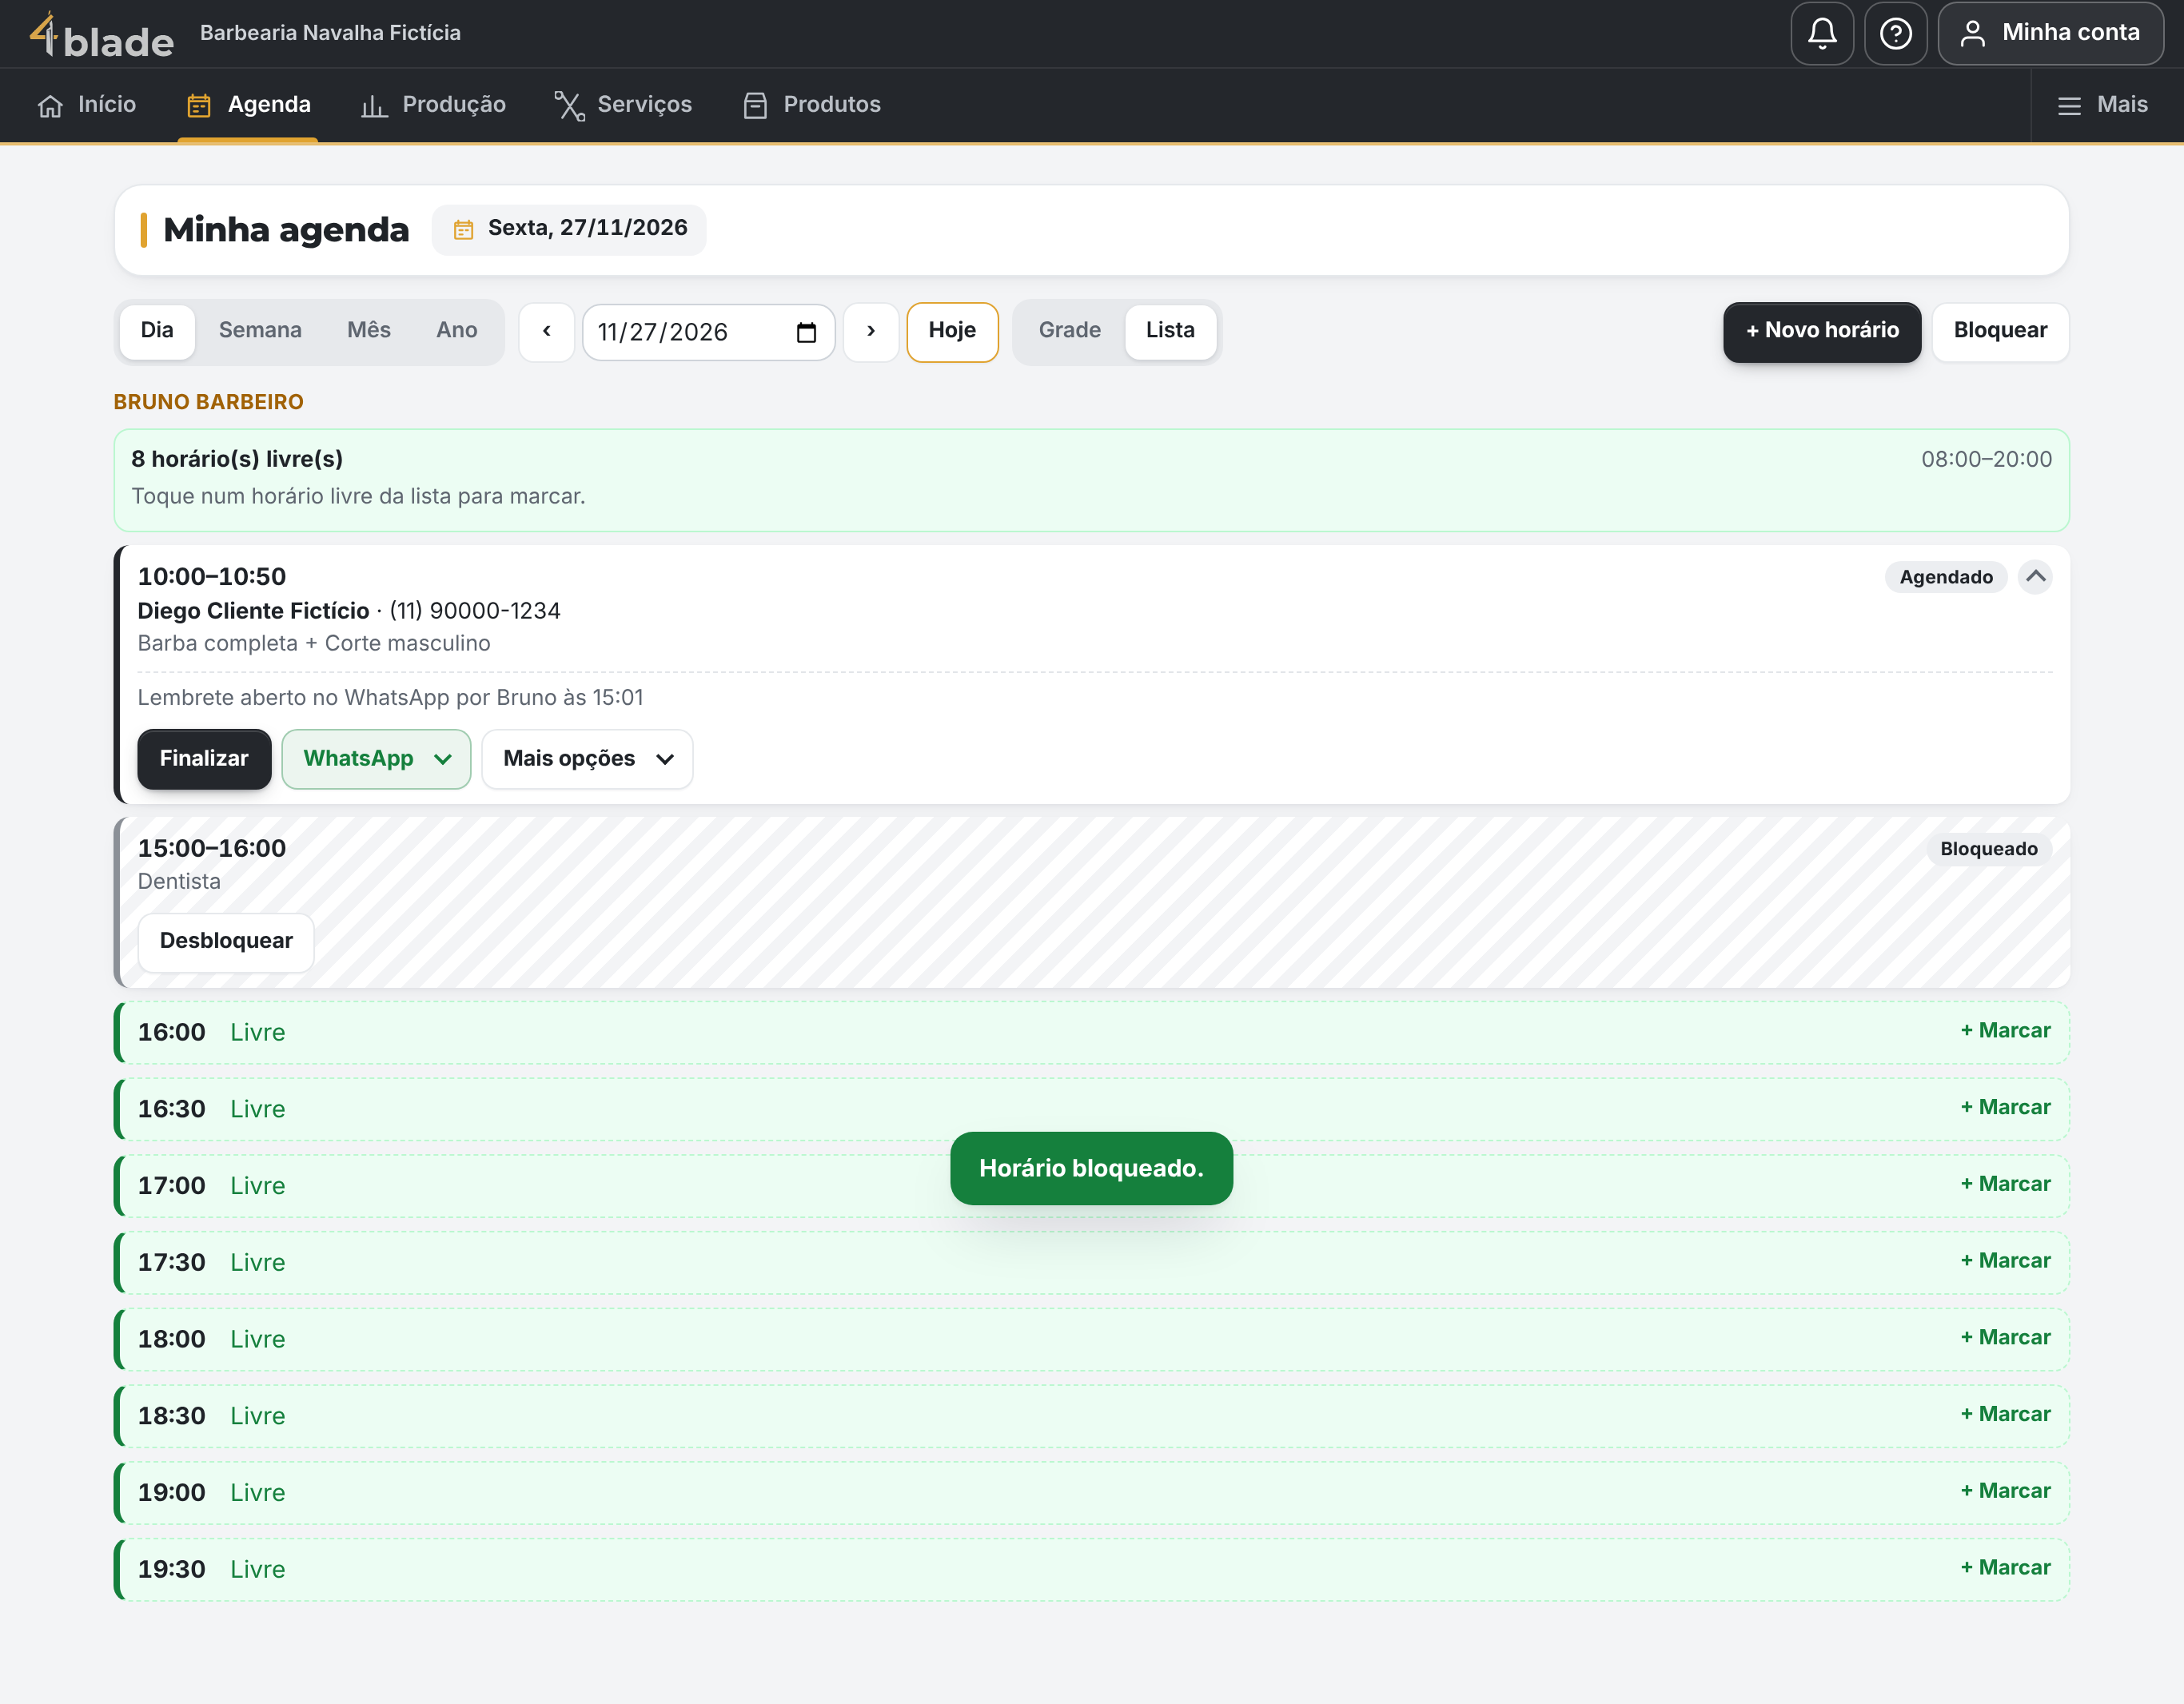 4blade
Barbearia Navalha Fictícia
Minha conta
Início
Agenda
Produção
Serviços
Produtos
Mais
Minha agenda
Sexta, 27/11/2026
Dia
Semana
Mês
Ano
11/27/2026
Hoje
Grade
Lista
+ Novo horário
Bloquear
BRUNO BARBEIRO
8 horário(s) livre(s)
08:00–20:00
Toque num horário livre da lista para marcar.
10:00–10:50
Agendado
Diego Cliente Fictício · (11) 90000-1234
Barba completa + Corte masculino
Lembrete aberto no WhatsApp por Bruno às 15:01
Finalizar
WhatsApp
Mais opções
15:00–16:00
Bloqueado
Dentista
Desbloquear
16:00 Livre + Marcar
16:30 Livre + Marcar
Horário bloqueado.
17:00 Livre + Marcar
17:30 Livre + Marcar
18:00 Livre + Marcar
18:30 Livre + Marcar
19:00 Livre + Marcar
19:30 Livre + Marcar